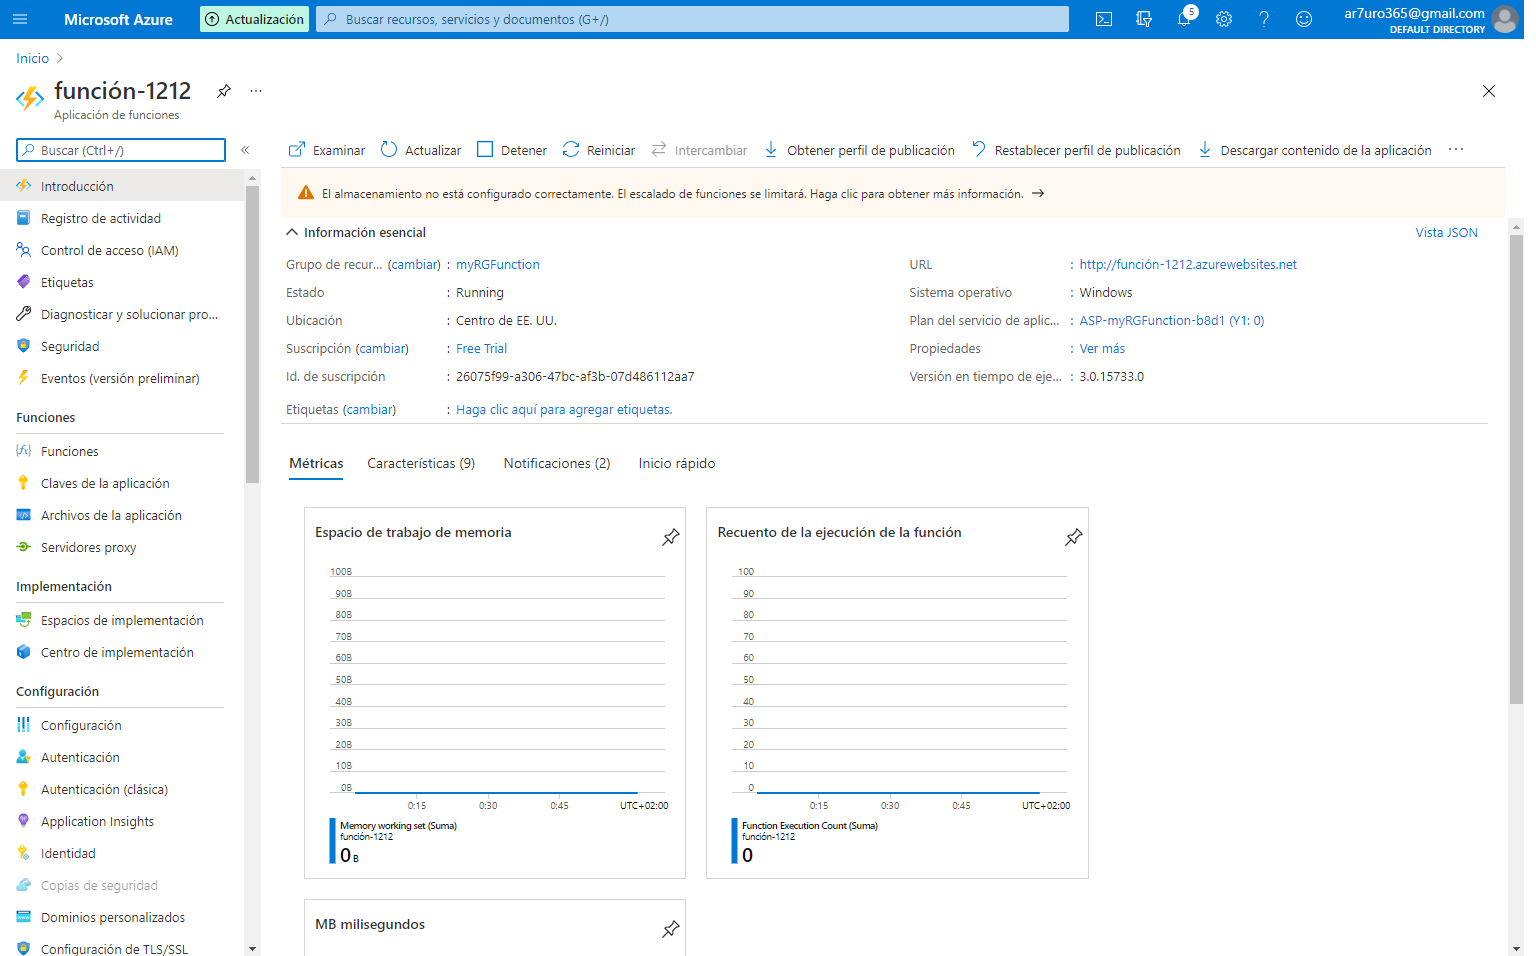 Microsoft Azure
Actualización
Buscar recursos, servicios y documentos (G+/)
5
ar7uro365@gmail.com
DEFAULT DIRECTORY
Inicio
función-1212
Aplicación de funciones
Buscar (Ctrl+/)
«
Introducción
Registro de actividad
Control de acceso (IAM)
Etiquetas
Diagnosticar y solucionar pro...
Seguridad
Eventos (versión preliminar)
Funciones
Funciones
Claves de la aplicación
Archivos de la aplicación
Servidores proxy
Implementación
Espacios de implementación
Centro de implementación
Configuración
Configuración
Autenticación
Autenticación (clásica)
Application Insights
Identidad
Copias de seguridad
Dominios personalizados
Configuración de TLS/SSL
Examinar Actualizar Detener Reiniciar Intercambiar Obtener perfil de publicación Restablecer perfil de publicación Descargar contenido de la aplicación ...
El almacenamiento no está configurado correctamente. El escalado de funciones se limitará. Haga clic para obtener más información. →
Información esencial
Vista JSON
Grupo de recur... (cambiar) : myRGFunction
Estado : Running
Ubicación : Centro de EE. UU.
Suscripción (cambiar) : Free Trial
Id. de suscripción : 26075f99-a306-47bc-af3b-07d486112aa7
Etiquetas (cambiar) : Haga clic aquí para agregar etiquetas.
URL : http://función-1212.azurewebsites.net
Sistema operativo : Windows
Plan del servicio de aplic... : ASP-myRGFunction-b8d1 (Y1: 0)
Propiedades : Ver más
Versión en tiempo de eje... : 3.0.15733.0
Métricas Características (9) Notificaciones (2) Inicio rápido
Espacio de trabajo de memoria
100B
90B
80B
70B
60B
50B
40B
30B
20B
10B
0B
0:15 0:30 0:45 UTC+02:00
Memory working set (Suma)
función-1212
0 B
Recuento de la ejecución de la función
100
90
80
70
60
50
40
30
20
10
0
0:15 0:30 0:45 UTC+02:00
Function Execution Count (Suma)
función-1212
0
MB milisegundos